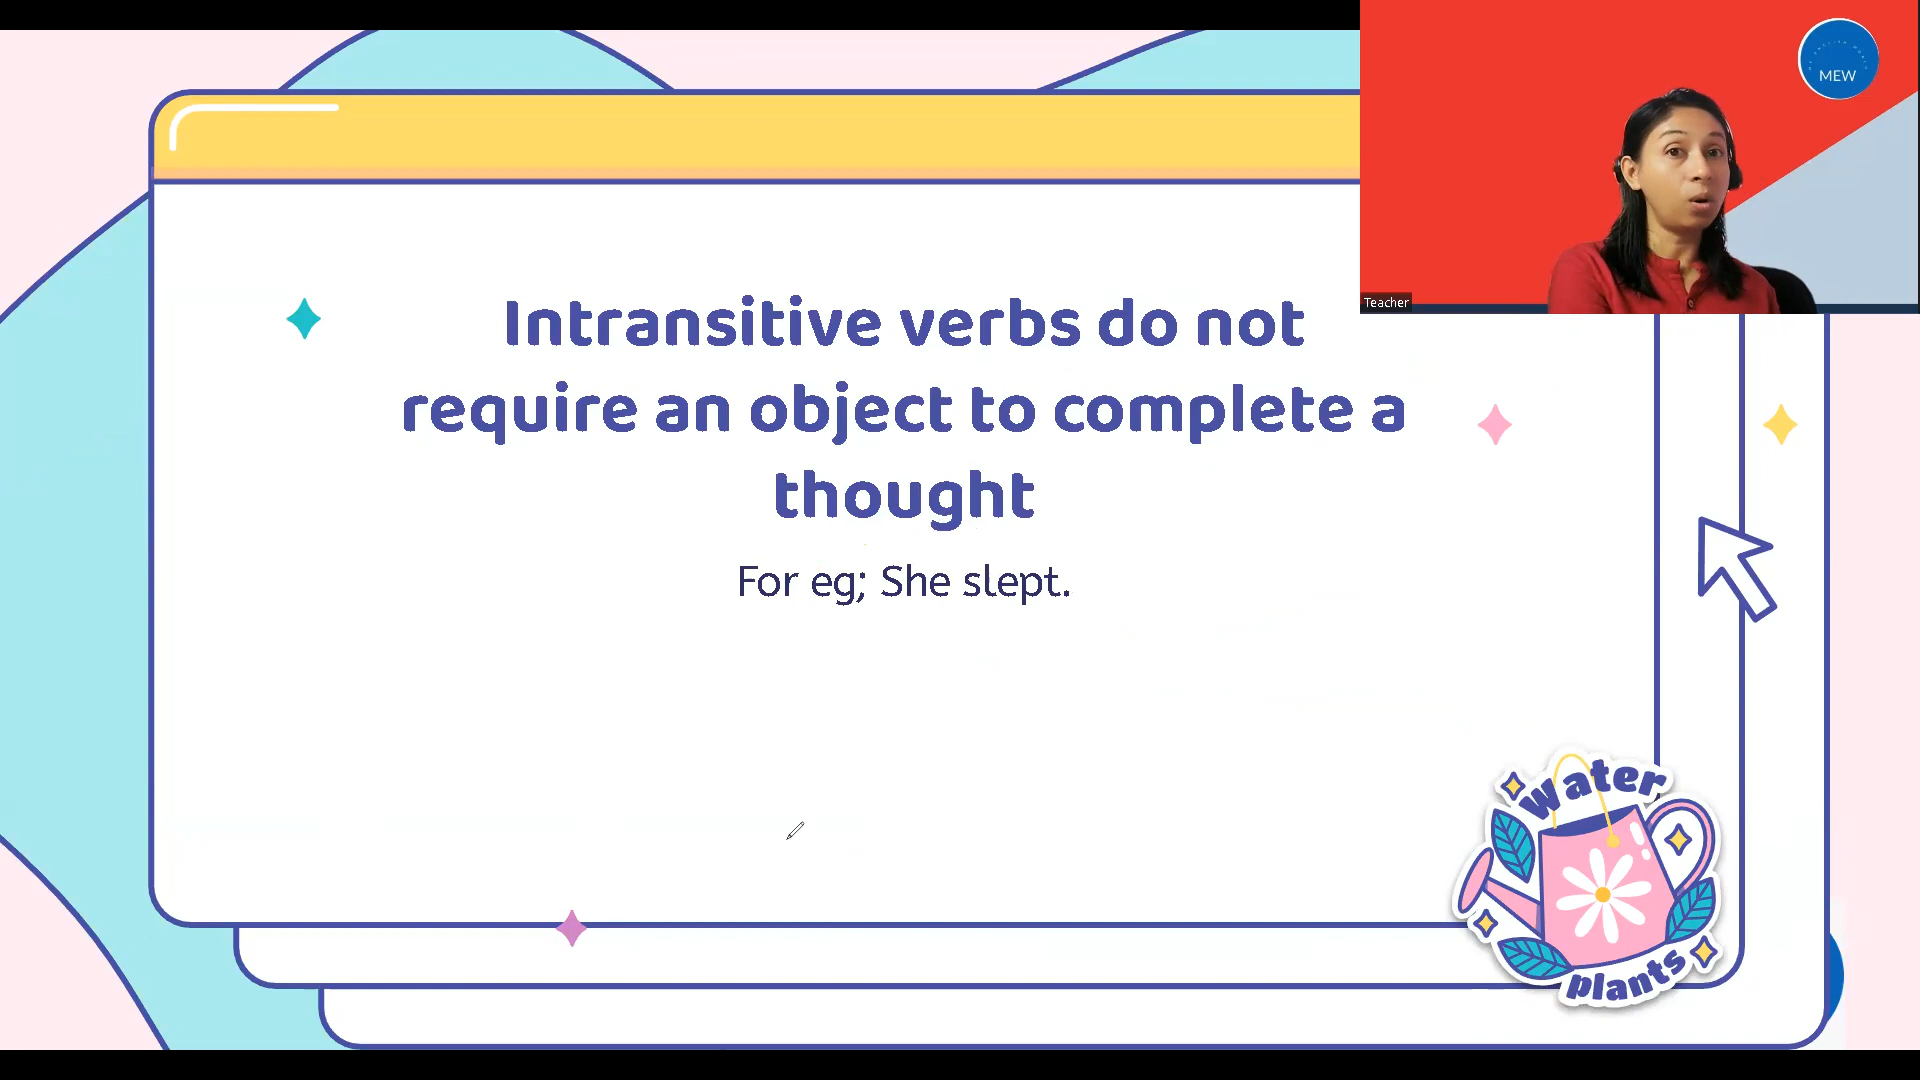 MEW
Teacher
Intransitive verbs do not
require an object to complete a
thought
For eg; She slept.
Water
plants